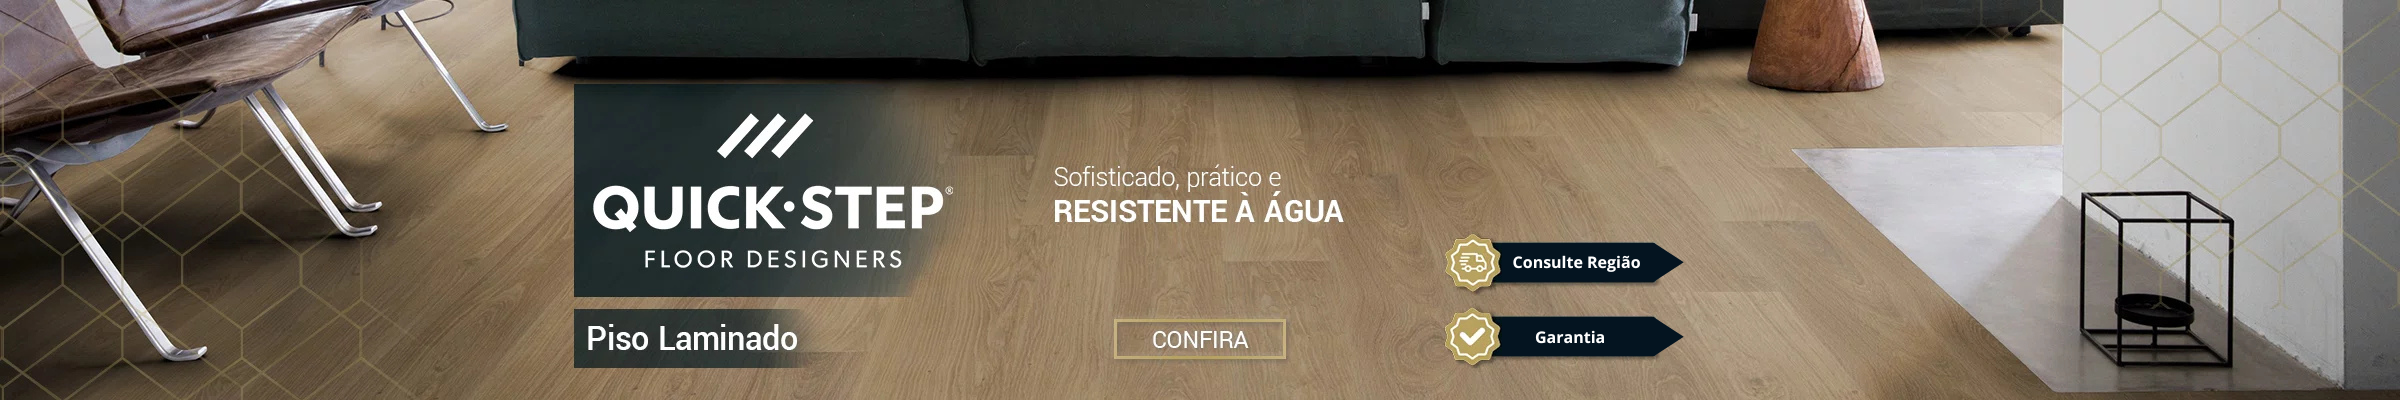 QUICK·STEP®
FLOOR DESIGNERS
Piso Laminado
Sofisticado, prático e
RESISTENTE À ÁGUA
CONFIRA
Consulte Região
Garantia